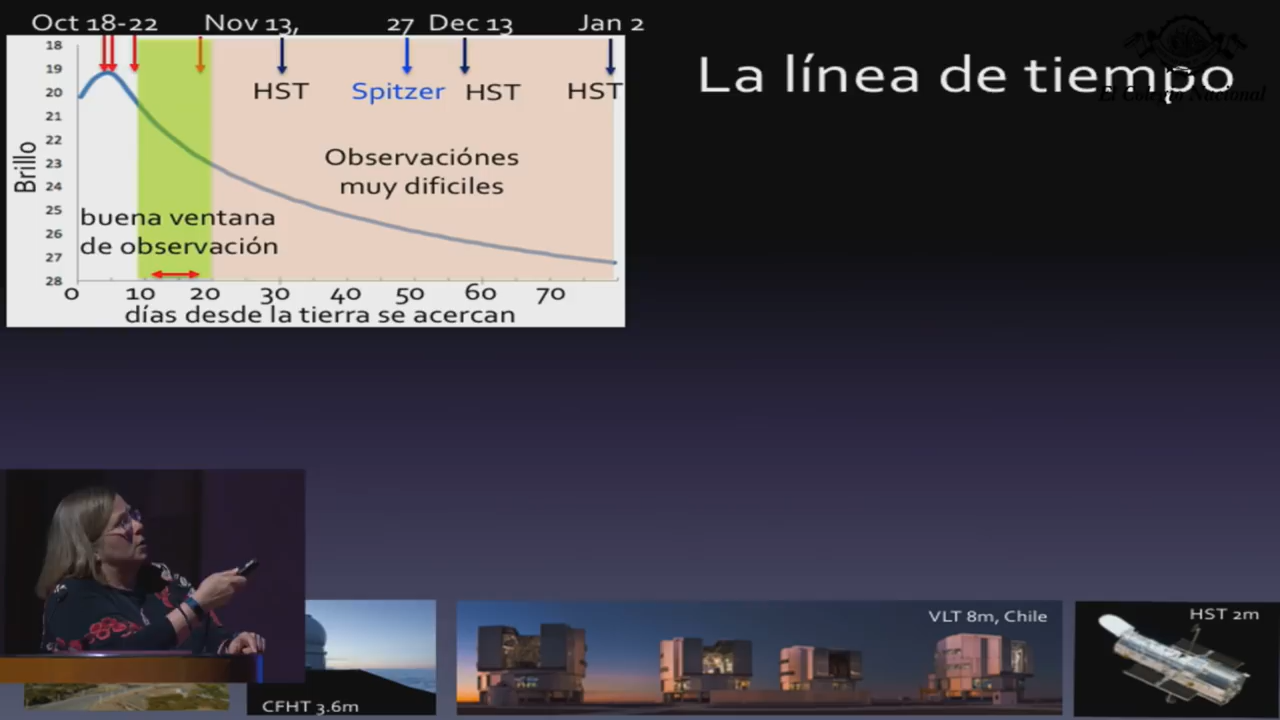 Oct 18-22 Nov 13, 27 Dec 13 Jan 2
La línea de tiempo
El Colegio Nacional
HST Spitzer HST HST
Observaciónes
muy dificiles
buena ventana
de observación
Brillo
18
19
20
21
22
23
24
25
26
27
28
0 10 20 30 40 50 60 70
días desde la tierra se acercan
CFHT 3.6m
VLT 8m, Chile
HST 2m